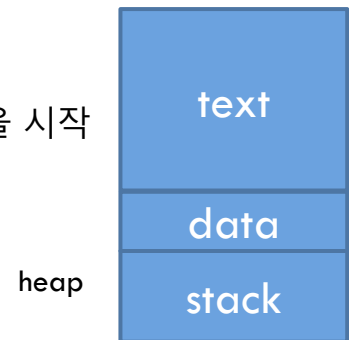 text
을 시작
data
heap
stack